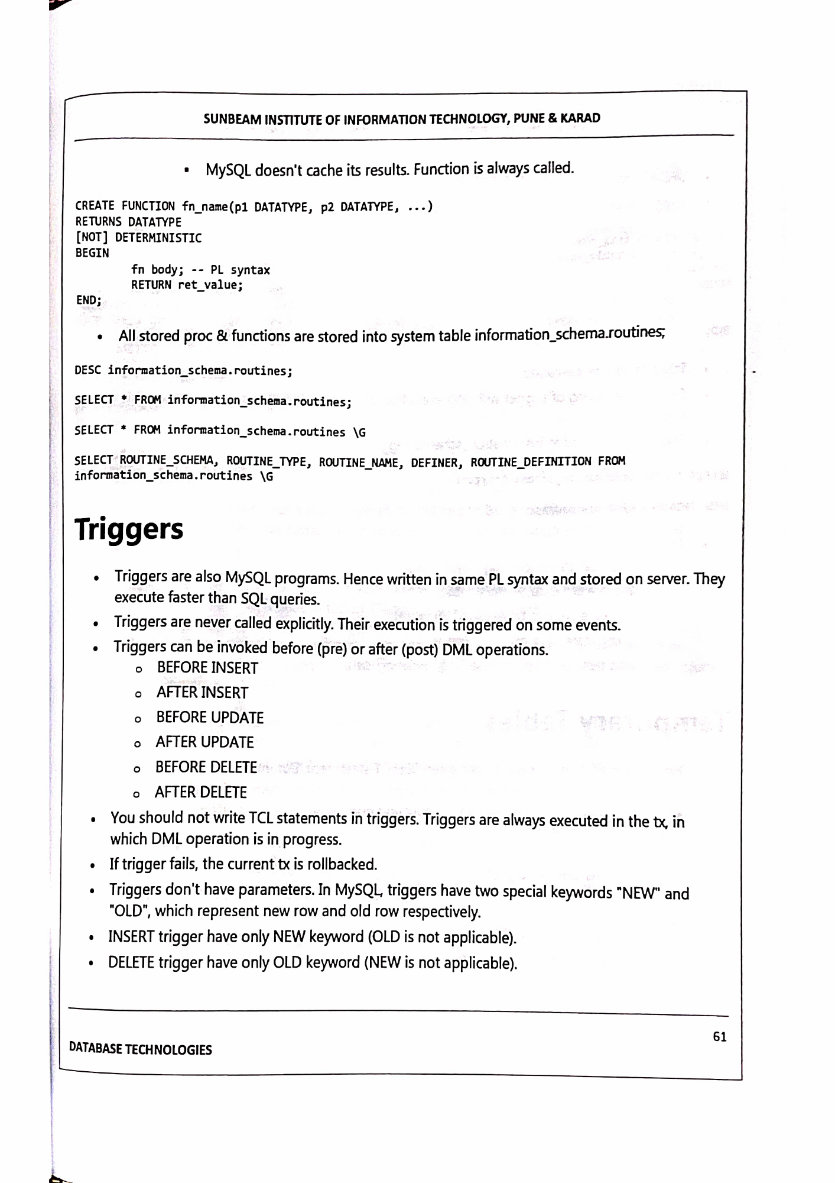 SUNBEAM INSTITUTE OF INFORMATION TECHNOLOGY, PUNE & KARAD
▪ MySQL doesn't cache its results. Function is always called.
CREATE FUNCTION fn_name(p1 DATATYPE, p2 DATATYPE, ...)
RETURNS DATATYPE
[NOT] DETERMINISTIC
BEGIN
fn body; -- PL syntax
RETURN ret_value;
END;
• All stored proc & functions are stored into system table information_schema.routines;
DESC information_schema.routines;
SELECT * FROM information_schema.routines;
SELECT * FROM information_schema.routines \G
SELECT ROUTINE_SCHEMA, ROUTINE_TYPE, ROUTINE_NAME, DEFINER, ROUTINE_DEFINITION FROM
information_schema.routines \G
Triggers
• Triggers are also MySQL programs. Hence written in same PL syntax and stored on server. They
execute faster than SQL queries.
• Triggers are never called explicitly. Their execution is triggered on some events.
• Triggers can be invoked before (pre) or after (post) DML operations.
o BEFORE INSERT
o AFTER INSERT
o BEFORE UPDATE
o AFTER UPDATE
o BEFORE DELETE
o AFTER DELETE
• You should not write TCL statements in triggers. Triggers are always executed in the tx, in
which DML operation is in progress.
• If trigger fails, the current tx is rollbacked.
• Triggers don't have parameters. In MySQL, triggers have two special keywords "NEW" and
"OLD", which represent new row and old row respectively.
• INSERT trigger have only NEW keyword (OLD is not applicable).
• DELETE trigger have only OLD keyword (NEW is not applicable).
61
DATABASE TECHNOLOGIES